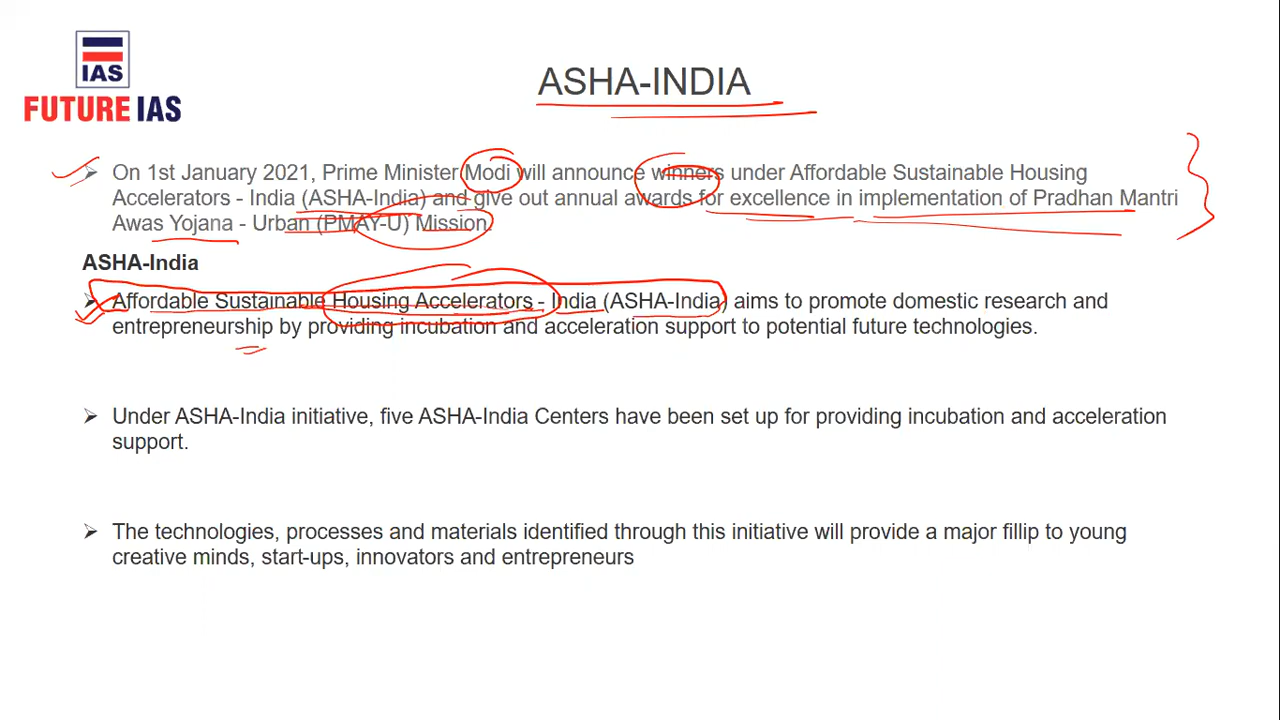 IAS
FUTURE IAS
ASHA-INDIA
➢ On 1st January 2021, Prime Minister Modi will announce winners under Affordable Sustainable Housing
Accelerators - India (ASHA-India) and give out annual awards for excellence in implementation of Pradhan Mantri
Awas Yojana - Urban (PMAY-U) Mission.
ASHA-India
➢ Affordable Sustainable Housing Accelerators - India (ASHA-India) aims to promote domestic research and
entrepreneurship by providing incubation and acceleration support to potential future technologies.
➢ Under ASHA-India initiative, five ASHA-India Centers have been set up for providing incubation and acceleration
support.
➢ The technologies, processes and materials identified through this initiative will provide a major fillip to young
creative minds, start-ups, innovators and entrepreneurs